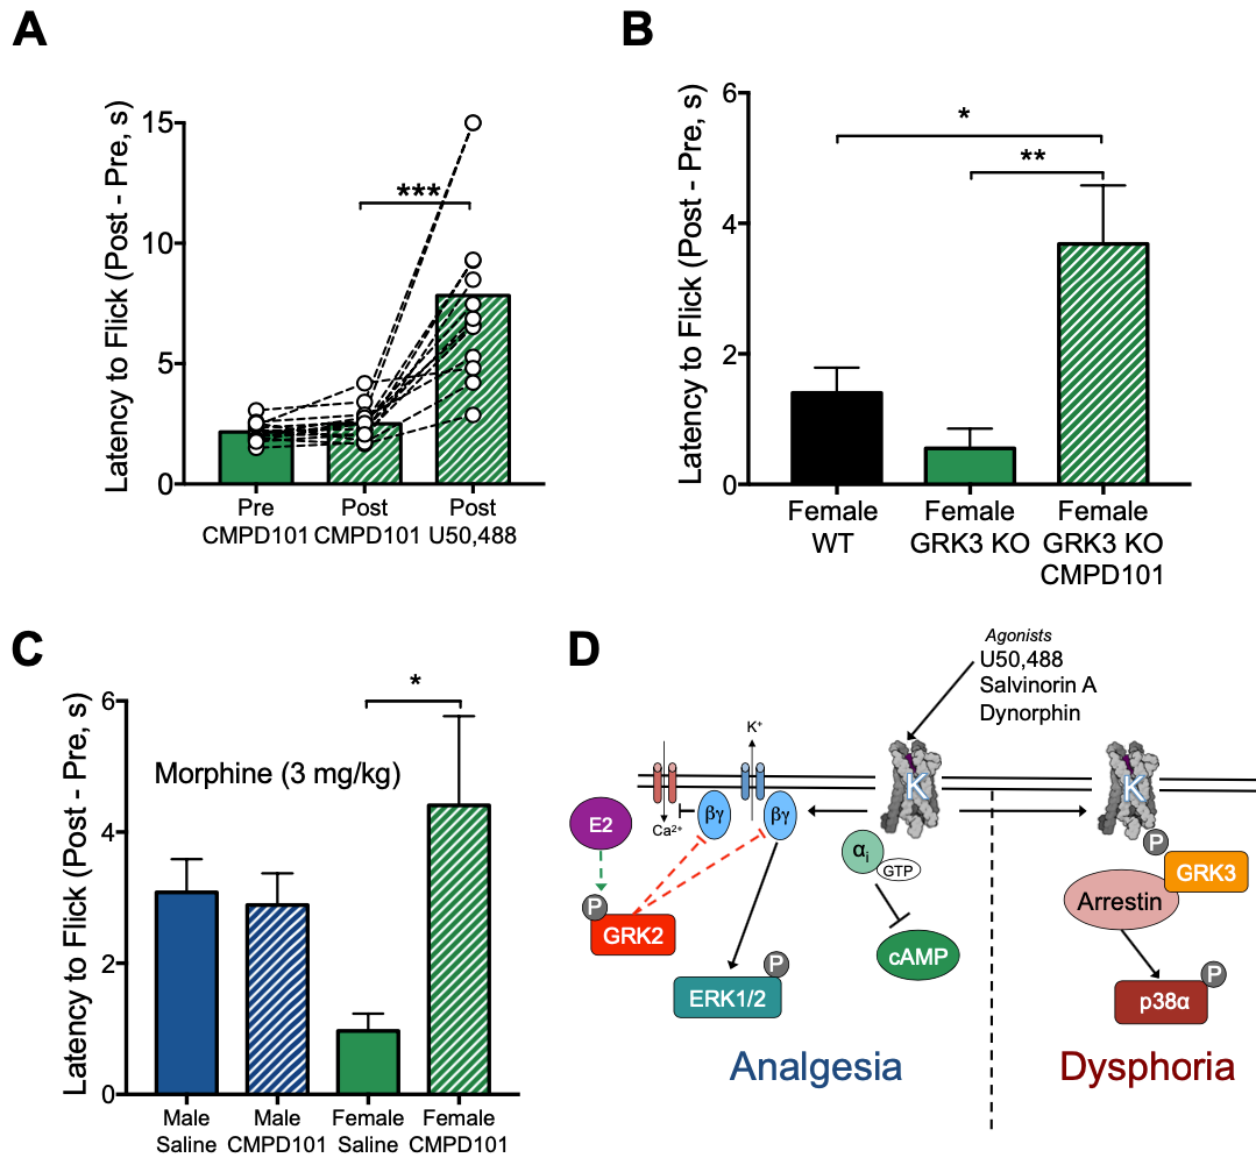 A
Latency to Flick (Post - Pre, s)
15
10
5
0
***
Pre
CMPD101
Post
CMPD101
Post
U50,488
B
Latency to Flick (Post - Pre, s)
6
4
2
0
*
**
Female
WT
Female
GRK3 KO
Female
GRK3 KO
CMPD101
C
Latency to Flick (Post - Pre, s)
6
4
2
0
*
Morphine (3 mg/kg)
Male
Saline
Male
CMPD101
Female
Saline
Female
CMPD101
D
Agonists
U50,488
Salvinorin A
Dynorphin
K⁺
K
K
E2
Ca²⁺
βγ
βγ
αi
GTP
P
GRK3
Arrestin
P
GRK2
cAMP
P
ERK1/2
P
p38α
Analgesia
Dysphoria